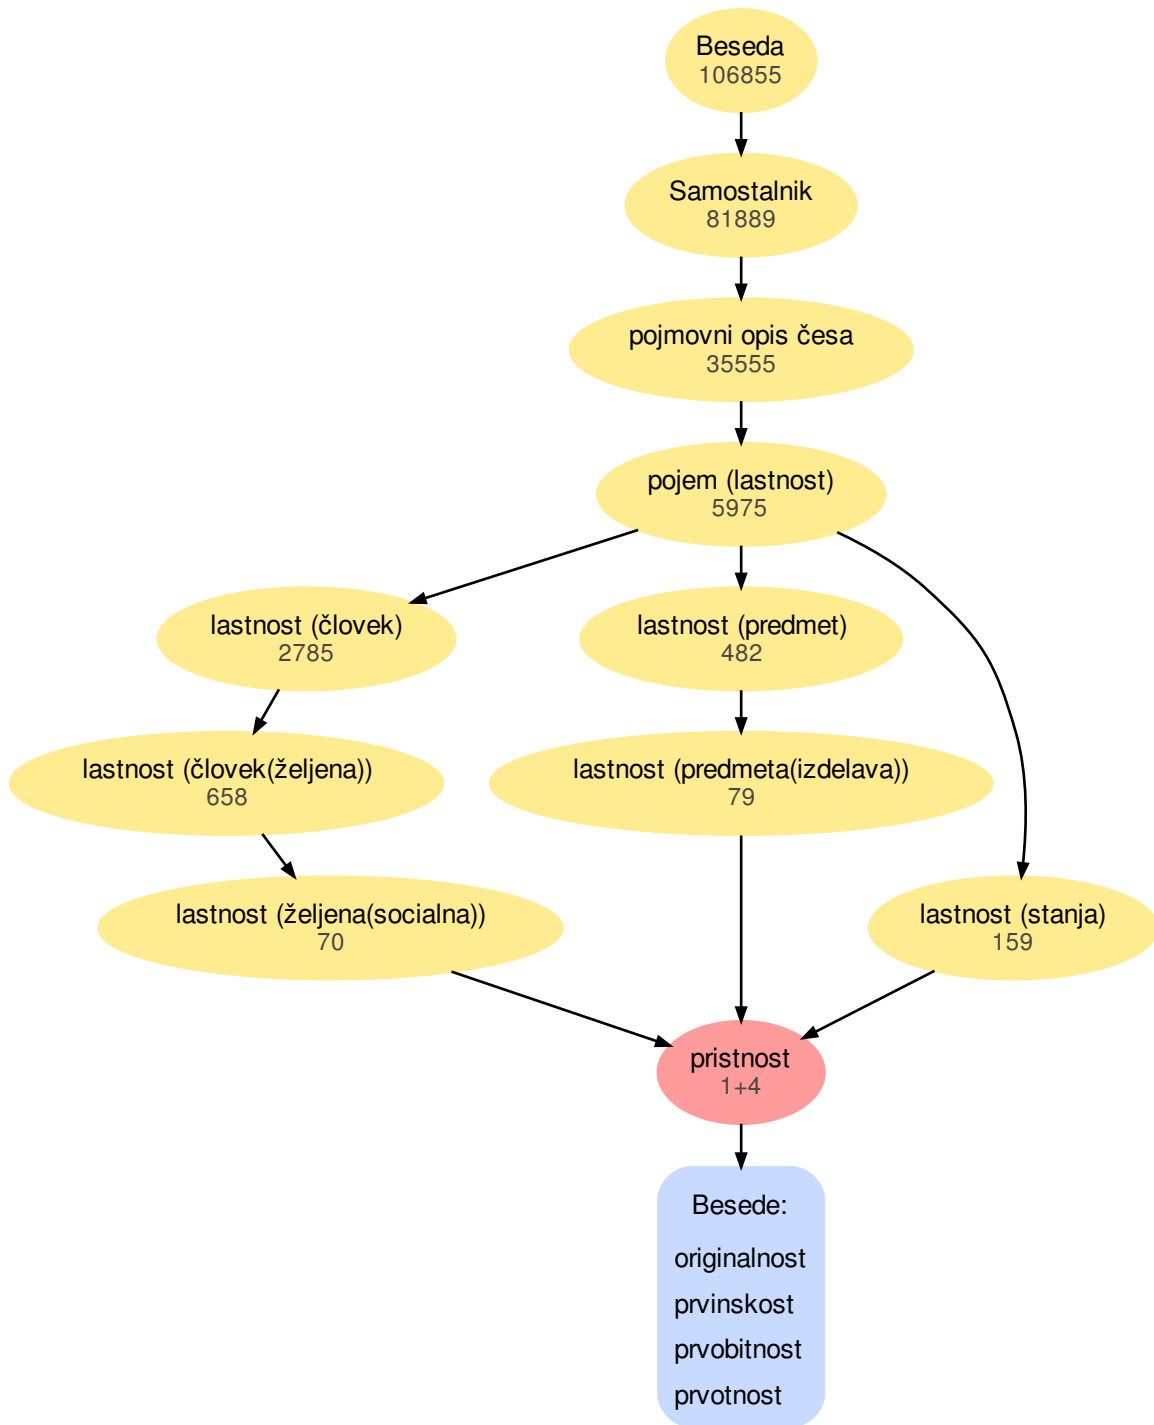 Beseda
106855
Samostalnik
81889
pojmovni opis česa
35555
pojem (lastnost)
5975
lastnost (človek)
2785
lastnost (predmet)
482
lastnost (človek(željena))
658
lastnost (predmeta(izdelava))
79
lastnost (željena(socialna))
70
lastnost (stanja)
159
pristnost
1+4
Besede:
originalnost
prvinskost
prvobitnost
prvotnost